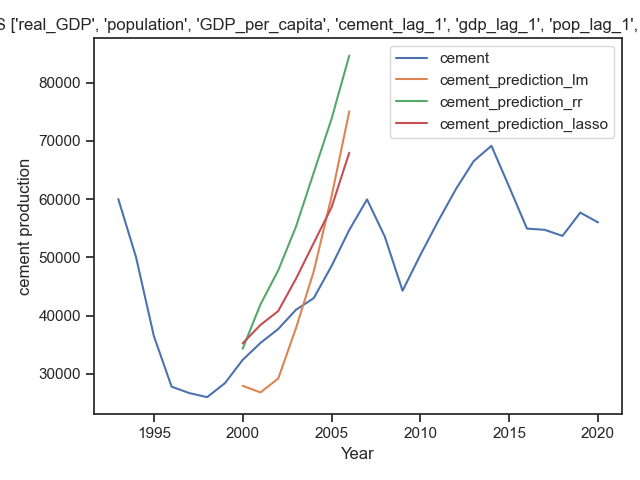 S ['real_GDP', 'population', 'GDP_per_capita', 'cement_lag_1', 'gdp_lag_1', 'pop_lag_1',
cement
cement_prediction_lm
cement_prediction_rr
cement_prediction_lasso
80000
70000
60000
50000
40000
30000
cement production
1995 2000 2005 2010 2015 2020
Year